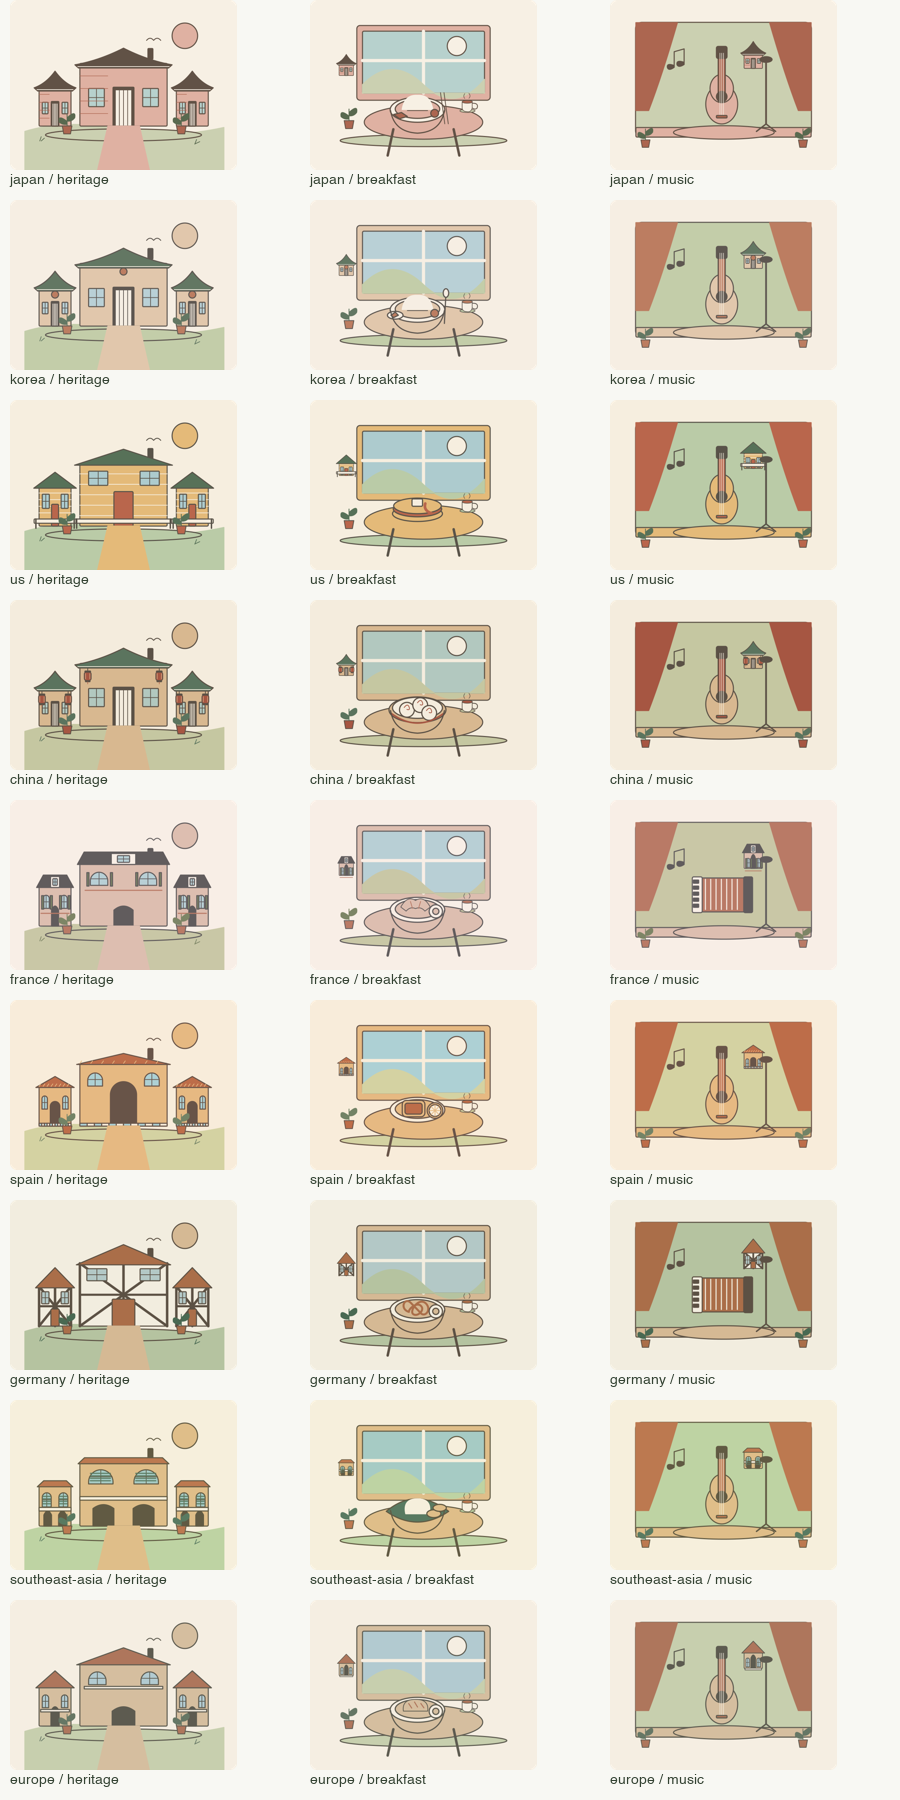 japan / heritage
japan / breakfast
japan / music
korea / heritage
korea / breakfast
korea / music
us / heritage
us / breakfast
us / music
china / heritage
china / breakfast
china / music
france / heritage
france / breakfast
france / music
spain / heritage
spain / breakfast
spain / music
germany / heritage
germany / breakfast
germany / music
southeast-asia / heritage
southeast-asia / breakfast
southeast-asia / music
europe / heritage
europe / breakfast
europe / music